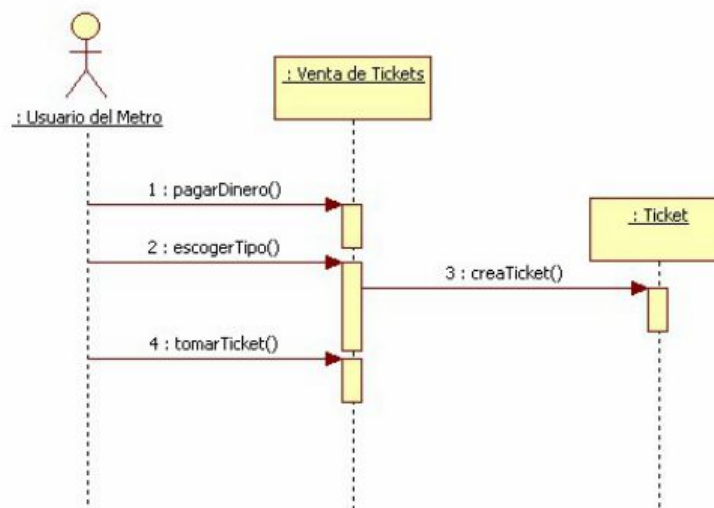 : Venta de Tickets
: Usuario del Metro
1 : pagarDinero()
: Ticket
2 : escogerTipo()
3 : creaTicket()
4 : tomarTicket()